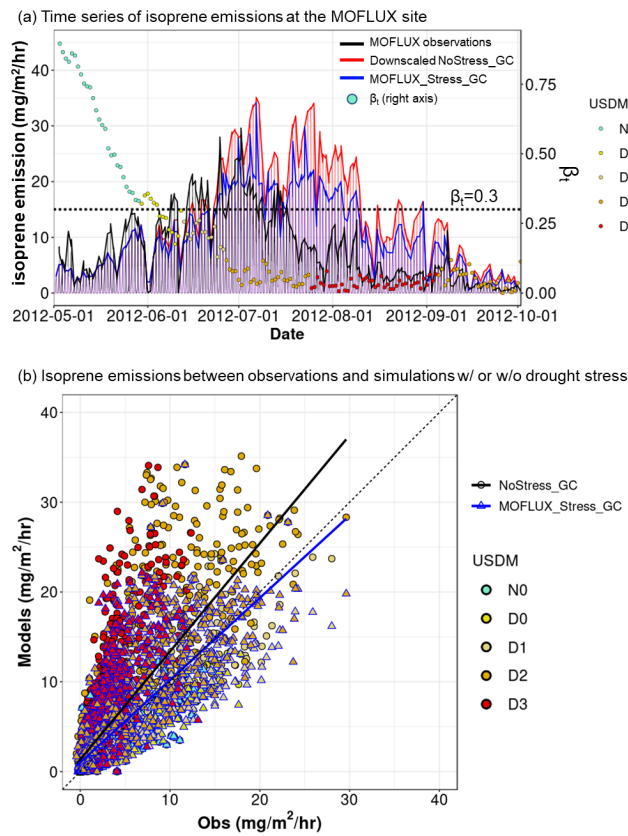 (a) Time series of isoprene emissions at the MOFLUX site
isoprene emission (mg/m²/hr)
40
30
20
10
0
MOFLUX observations
Downscaled NoStress_GC
MOFLUX_Stress_GC
βt (right axis)
βt=0.3
0.75
0.50
0.25
0.00
βt
USDM
N
D
D
D
D
2012-05-01 2012-06-01 2012-07-01 2012-08-01 2012-09-01 2012-10-01
Date
(b) Isoprene emissions between observations and simulations w/ or w/o drought stress
Models (mg/m²/hr)
40
30
20
10
0
0 10 20 30 40
Obs (mg/m²/hr)
NoStress_GC
MOFLUX_Stress_GC
USDM
N0
D0
D1
D2
D3